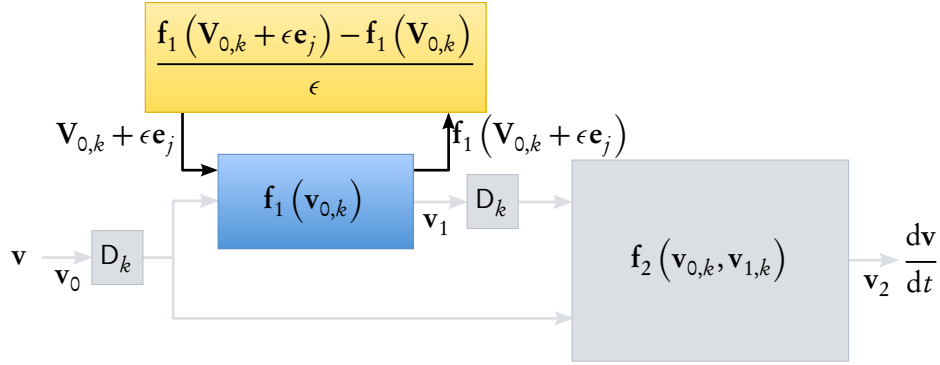 f₁ (V₀,ₖ + ϵeⱼ) − f₁ (V₀,ₖ)
ϵ
V₀,ₖ + ϵeⱼ
f₁ (V₀,ₖ + ϵeⱼ)
f₁ (v₀,ₖ)
v₁
Dₖ
v
v₀
Dₖ
f₂ (v₀,ₖ, v₁,ₖ)
v₂
dv
dt